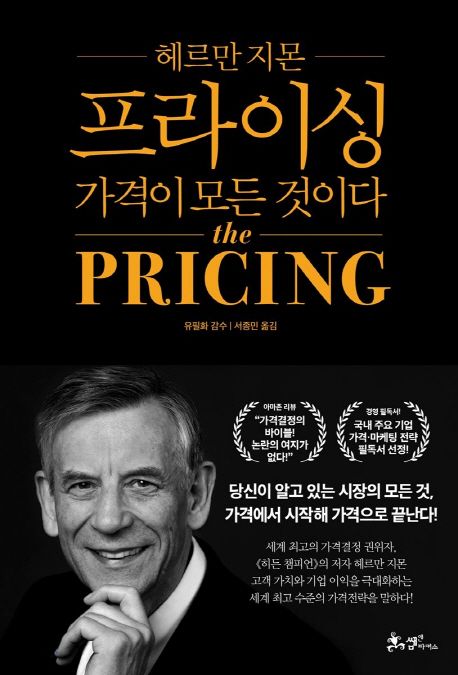 헤르만 지몬
프라이싱
가격이 모든 것이다
the
PRICING
유필화 감수 | 서종민 옮김
아마존 리뷰
“가격결정의
바이블!
논란의 여지가
없다!”
경영 필독서!
국내 주요 기업
가격·마케팅 전략
필독서 선정!
당신이 알고 있는 시장의 모든 것,
가격에서 시작해 가격으로 끝난다!
세계 최고의 가격결정 권위자,
《히든 챔피언》의 저자 헤르만 지몬
고객 가치와 기업 이익을 극대화하는
세계 최고 수준의 가격전략을 말하다!
쌤앤파커스